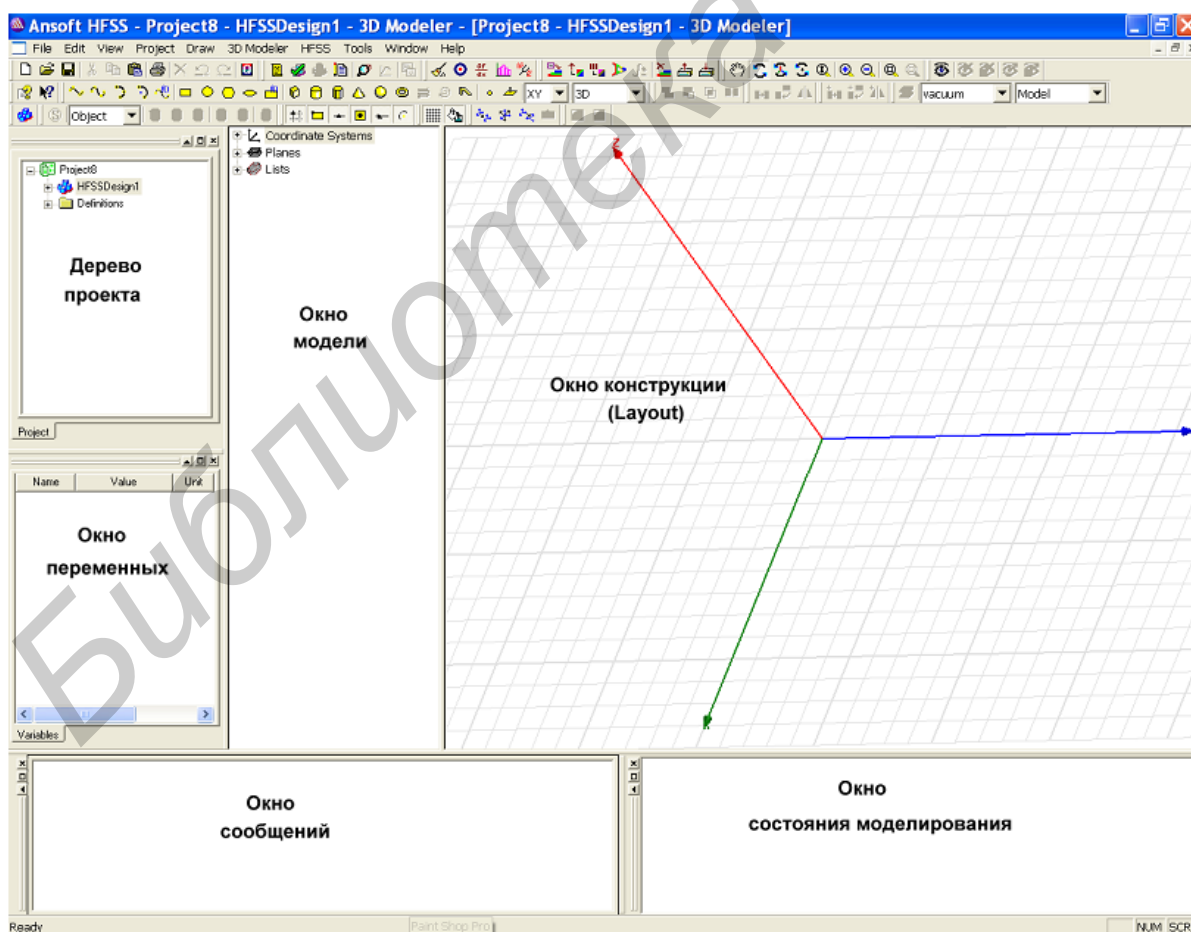 Ansoft HFSS - Project8 - HFSSDesign1 - 3D Modeler - [Project8 - HFSSDesign1 - 3D Modeler]
File Edit View Project Draw 3D Modeler HFSS Tools Window Help
XY 3D vacuum Model
Object
Coordinate Systems
Planes
Lists
Project8
HFSSDesign1
Definitions
Дерево
проекта
Project
Окно
модели
Z
Окно конструкции
(Layout)
Name Value Unit
Окно
переменных
Variables
Окно
сообщений
Окно
состояния моделирования
Ready Paint Shop Pro NUM SCR
Библиотека